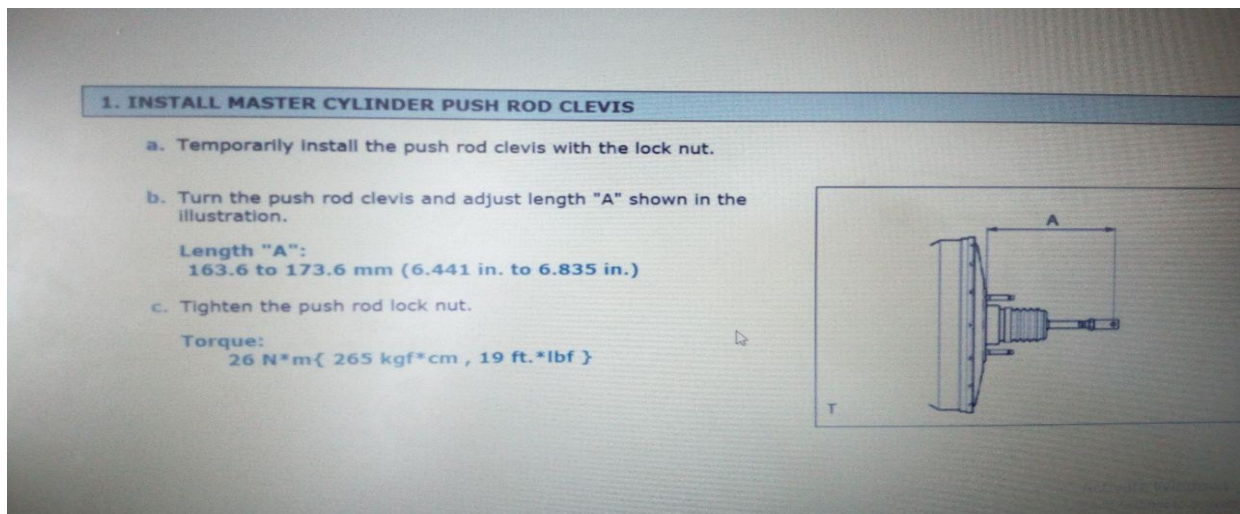 1. INSTALL MASTER CYLINDER PUSH ROD CLEVIS
a. Temporarily install the push rod clevis with the lock nut.
b. Turn the push rod clevis and adjust length "A" shown in the
illustration.
Length "A":
163.6 to 173.6 mm (6.441 in. to 6.835 in.)
c. Tighten the push rod lock nut.
Torque:
26 N*m{ 265 kgf*cm , 19 ft.*lbf }
A
T